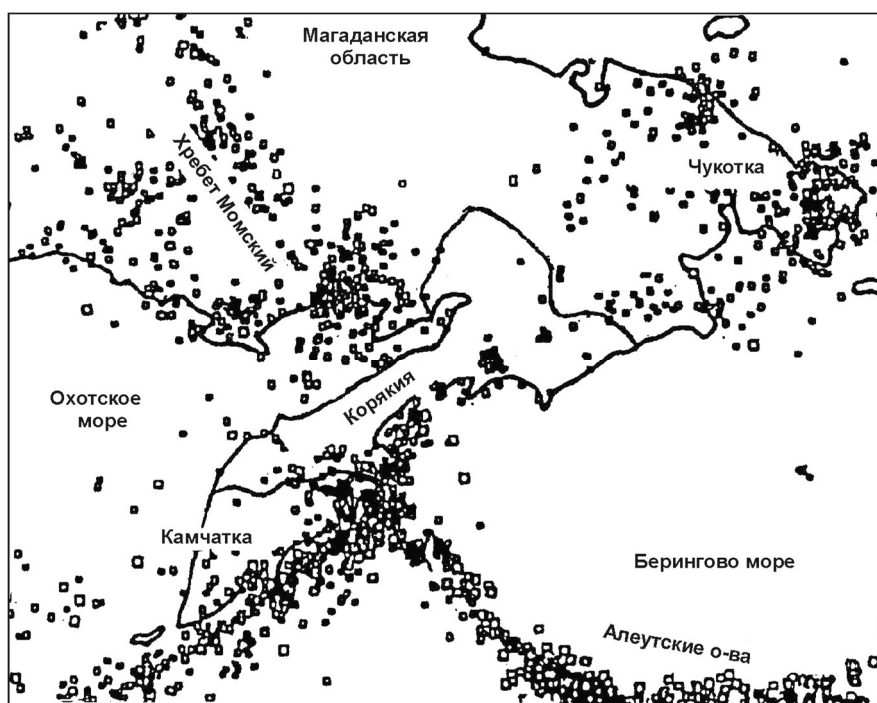 Магаданская
область
Хребет Момский
Чукотка
Охотское
море
Корякия
Камчатка
Берингово море
Алеутские о-ва